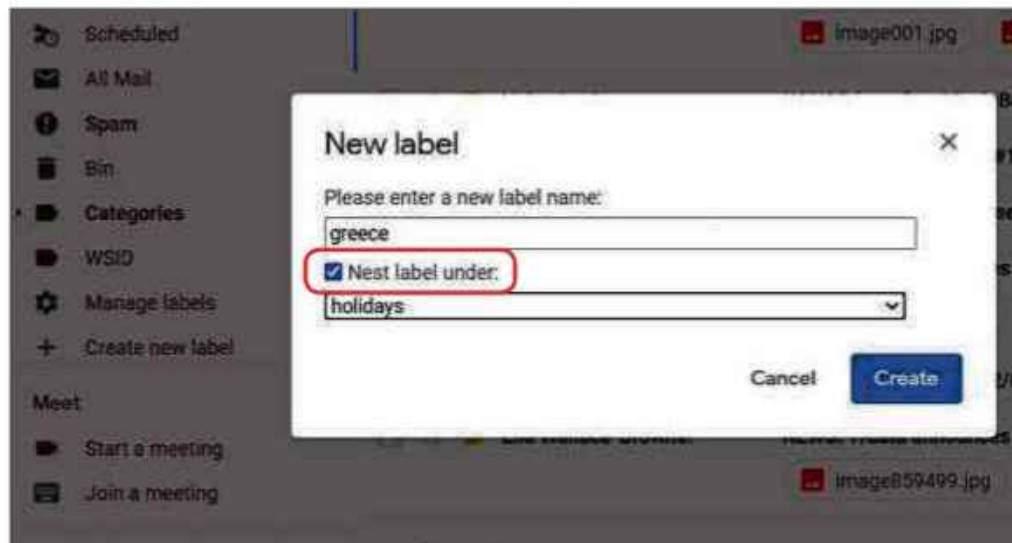 Scheduled
image001.jpg
All Mail
Spam
New label
Bin
Please enter a new label name:
Categories
greece
WSID
Nest label under:
Manage labels
holidays
Create new label
Cancel
Create
Meet
Start a meeting
announces
Join a meeting
image859499.jpg